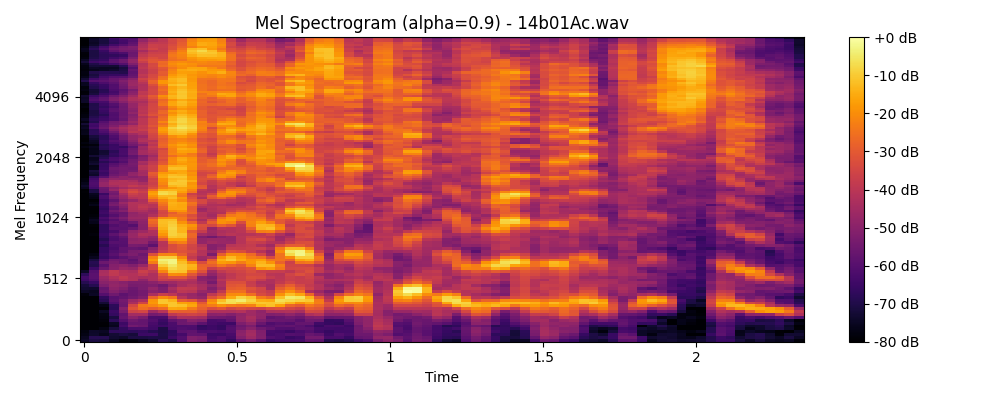 Mel Spectrogram (alpha=0.9) - 14b01Ac.wav
Mel Frequency
4096
2048
1024
512
0
0
0.5
1
1.5
2
Time
+0 dB
-10 dB
-20 dB
-30 dB
-40 dB
-50 dB
-60 dB
-70 dB
-80 dB